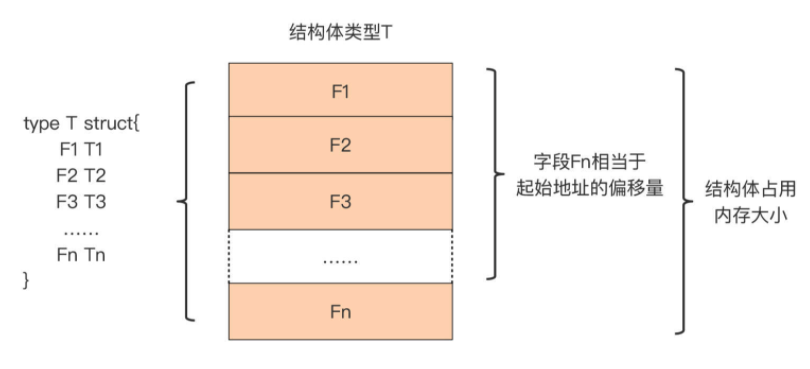 结构体类型T
type T struct{
F1 T1
F2 T2
F3 T3
......
Fn Tn
}
F1
F2
F3
......
Fn
字段Fn相当于
起始地址的偏移量
结构体占用
内存大小